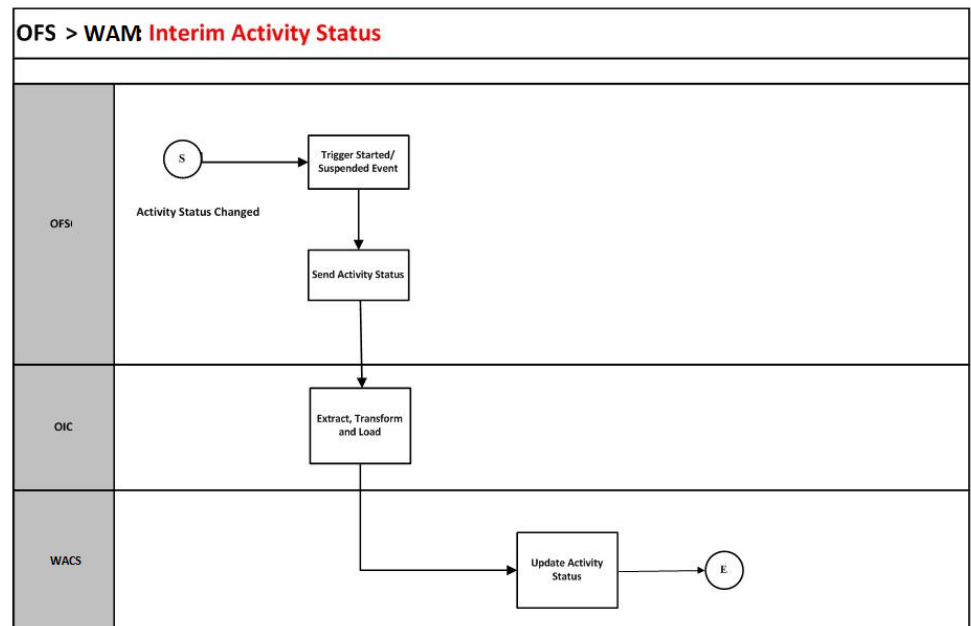 OFS > WAM: Interim Activity Status
S
Trigger Started/
Suspended Event
Activity Status Changed
OFS
Send Activity Status
Extract, Transform
and Load
OIC
WACS
Update Activity
Status
E